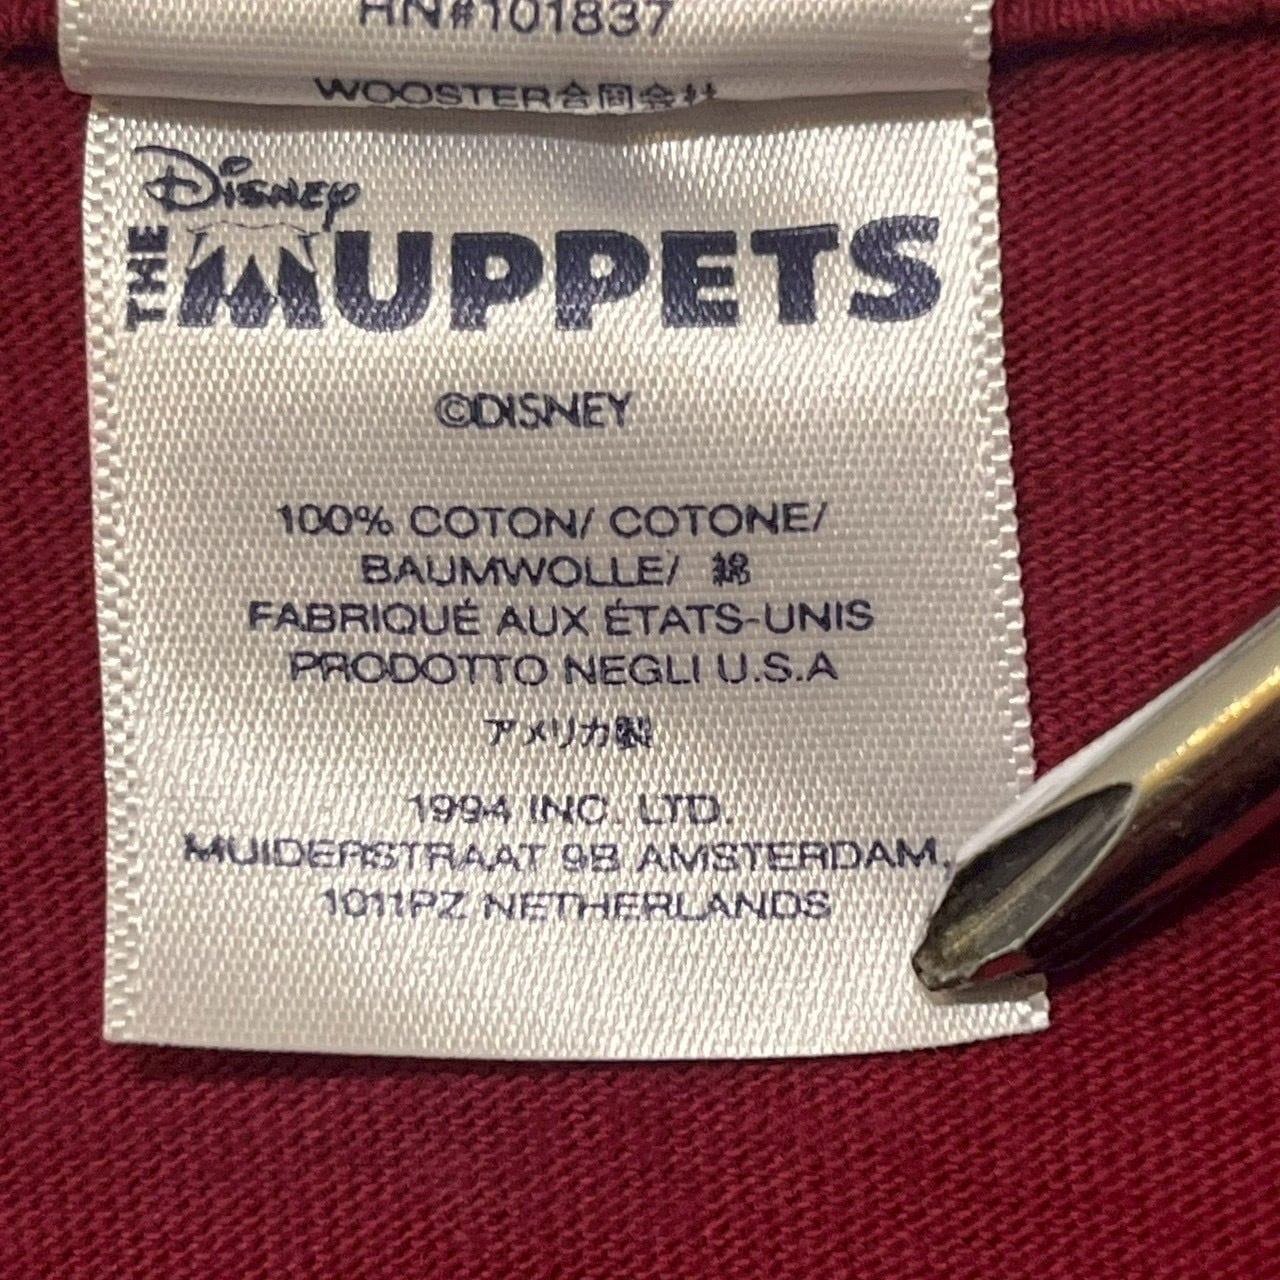 HN#101837
WOOSTER合同会社
Disney
THE MUPPETS
©DISNEY
100% COTON/ COTONE/
BAUMWOLLE/ 綿
FABRIQUÉ AUX ÉTATS-UNIS
PRODOTTO NEGLI U.S.A
アメリカ製
1994 INC. LTD.
MUIDERSTRAAT 9B AMSTERDAM,
1011PZ NETHERLANDS